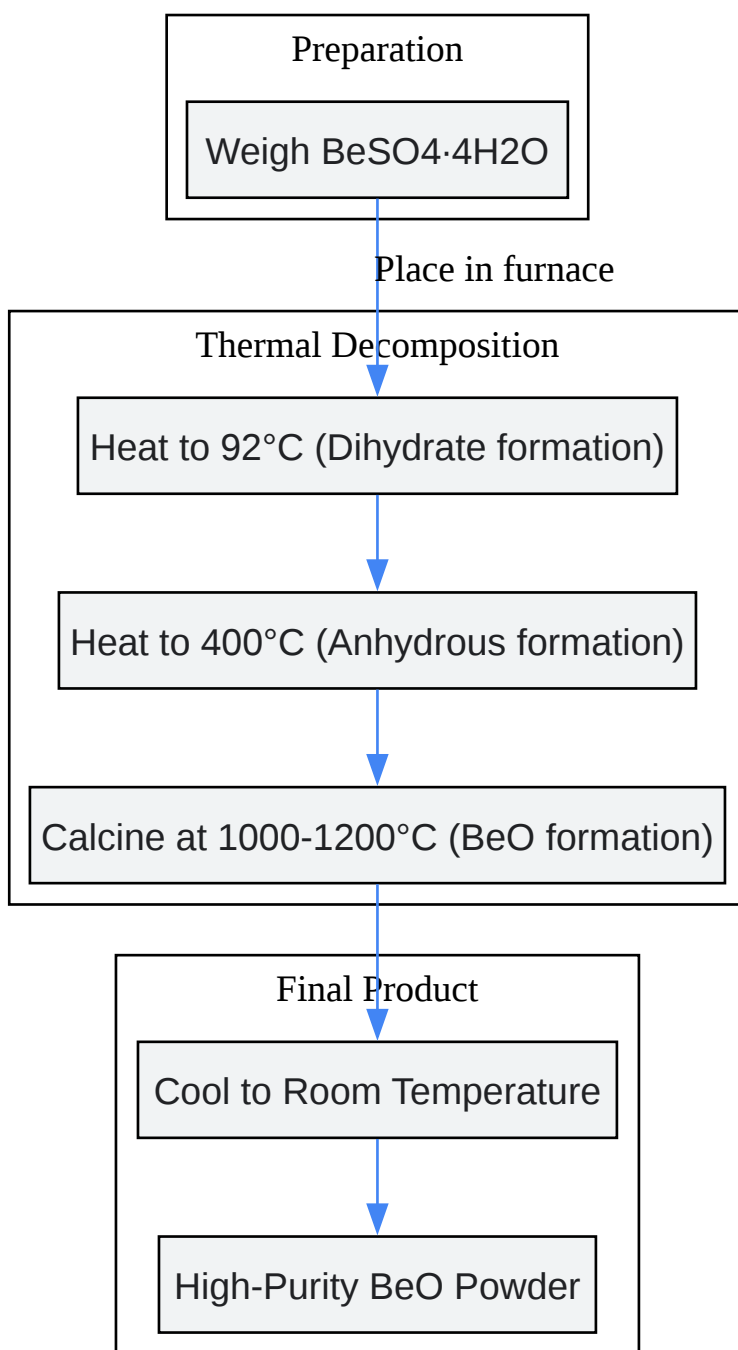 Preparation
Weigh BeSO4·4H2O
Place in furnace
Thermal Decomposition
Heat to 92°C (Dihydrate formation)
Heat to 400°C (Anhydrous formation)
Calcine at 1000-1200°C (BeO formation)
Final Product
Cool to Room Temperature
High-Purity BeO Powder